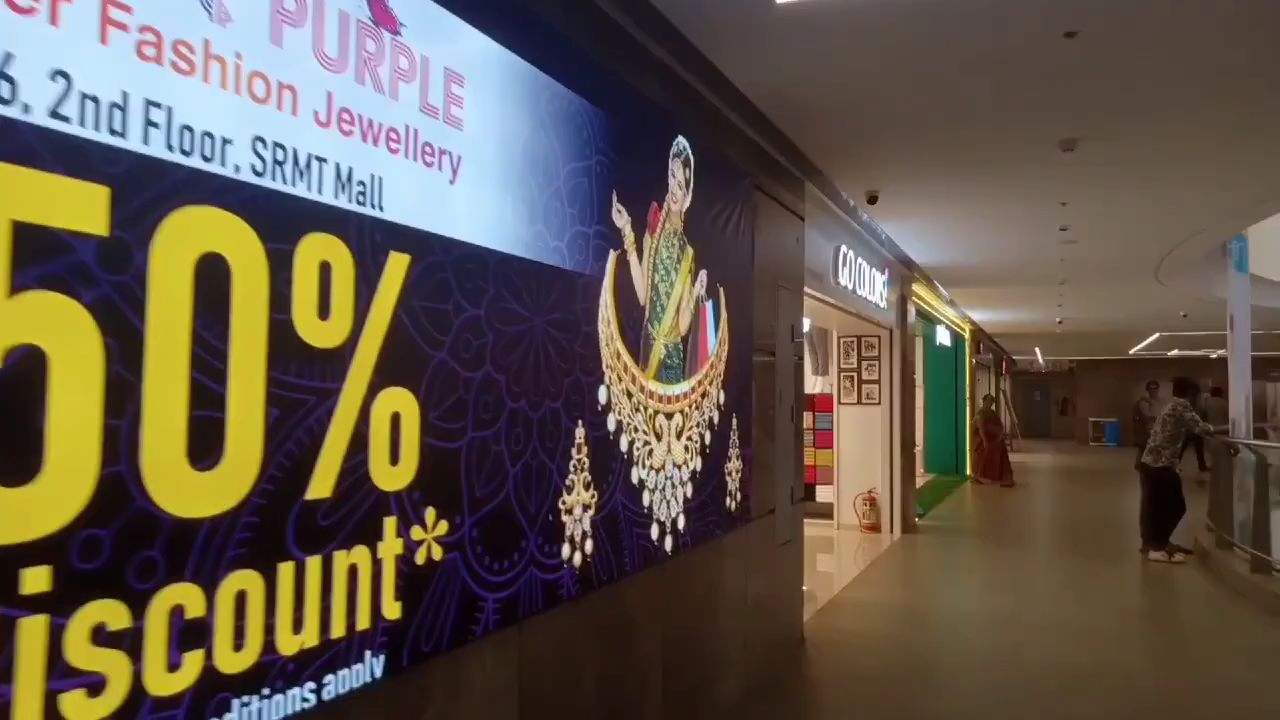 PURPLE
er Fashion Jewellery
6, 2nd Floor, SRMT Mall
50%
iscount*
ditions apply
GO COLORS!